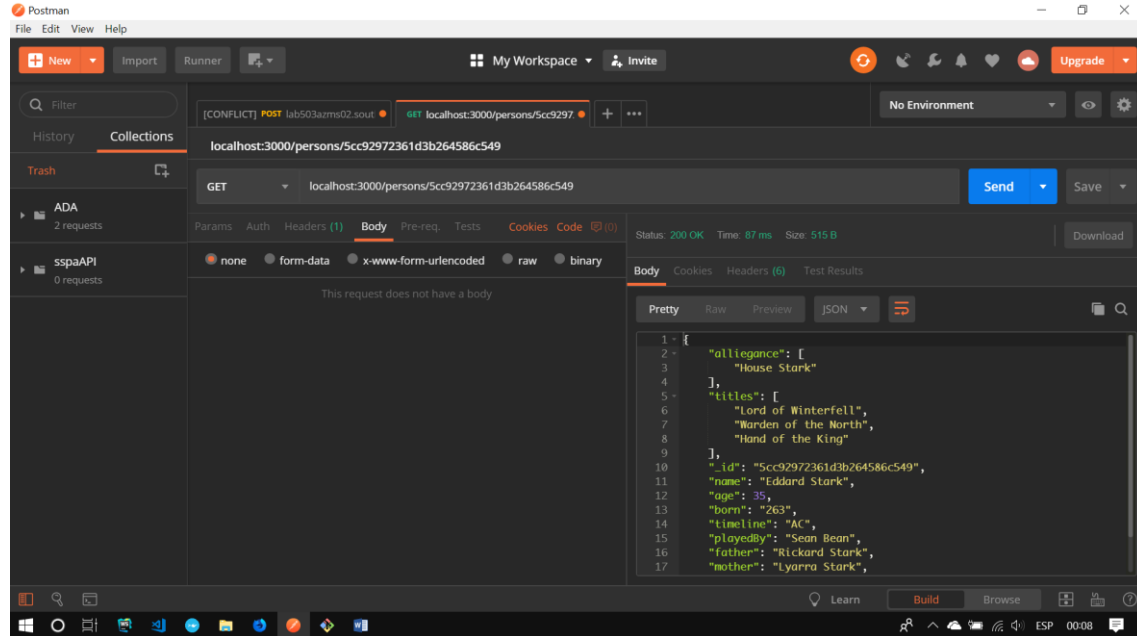 Postman
File Edit View Help
New Import Runner My Workspace Invite Upgrade
Filter
History Collections
Trash
ADA
2 requests
sspaAPI
0 requests
[CONFLICT] POST lab503azms02.sout GET localhost:3000/persons/5cc9297 No Environment
localhost:3000/persons/5cc92972361d3b264586c549
GET localhost:3000/persons/5cc92972361d3b264586c549 Send Save
Params Auth Headers (1) Body Pre-req. Tests Cookies Code (0)
none form-data x-www-form-urlencoded raw binary
This request does not have a body
Status: 200 OK Time: 87 ms Size: 515 B Download
Body Cookies Headers (6) Test Results
Pretty Raw Preview JSON
1 {
2 "alliegance": [
3 "House Stark"
4 ],
5 "titles": [
6 "Lord of Winterfell",
7 "Warden of the North",
8 "Hand of the King"
9 ],
10 "_id": "5cc92972361d3b264586c549",
11 "name": "Eddard Stark",
12 "age": 35,
13 "born": "263",
14 "timeline": "AC",
15 "playedBy": "Sean Bean",
16 "father": "Rickard Stark",
17 "mother": "Lyarra Stark",
Learn Build Browse
ESP 00:08